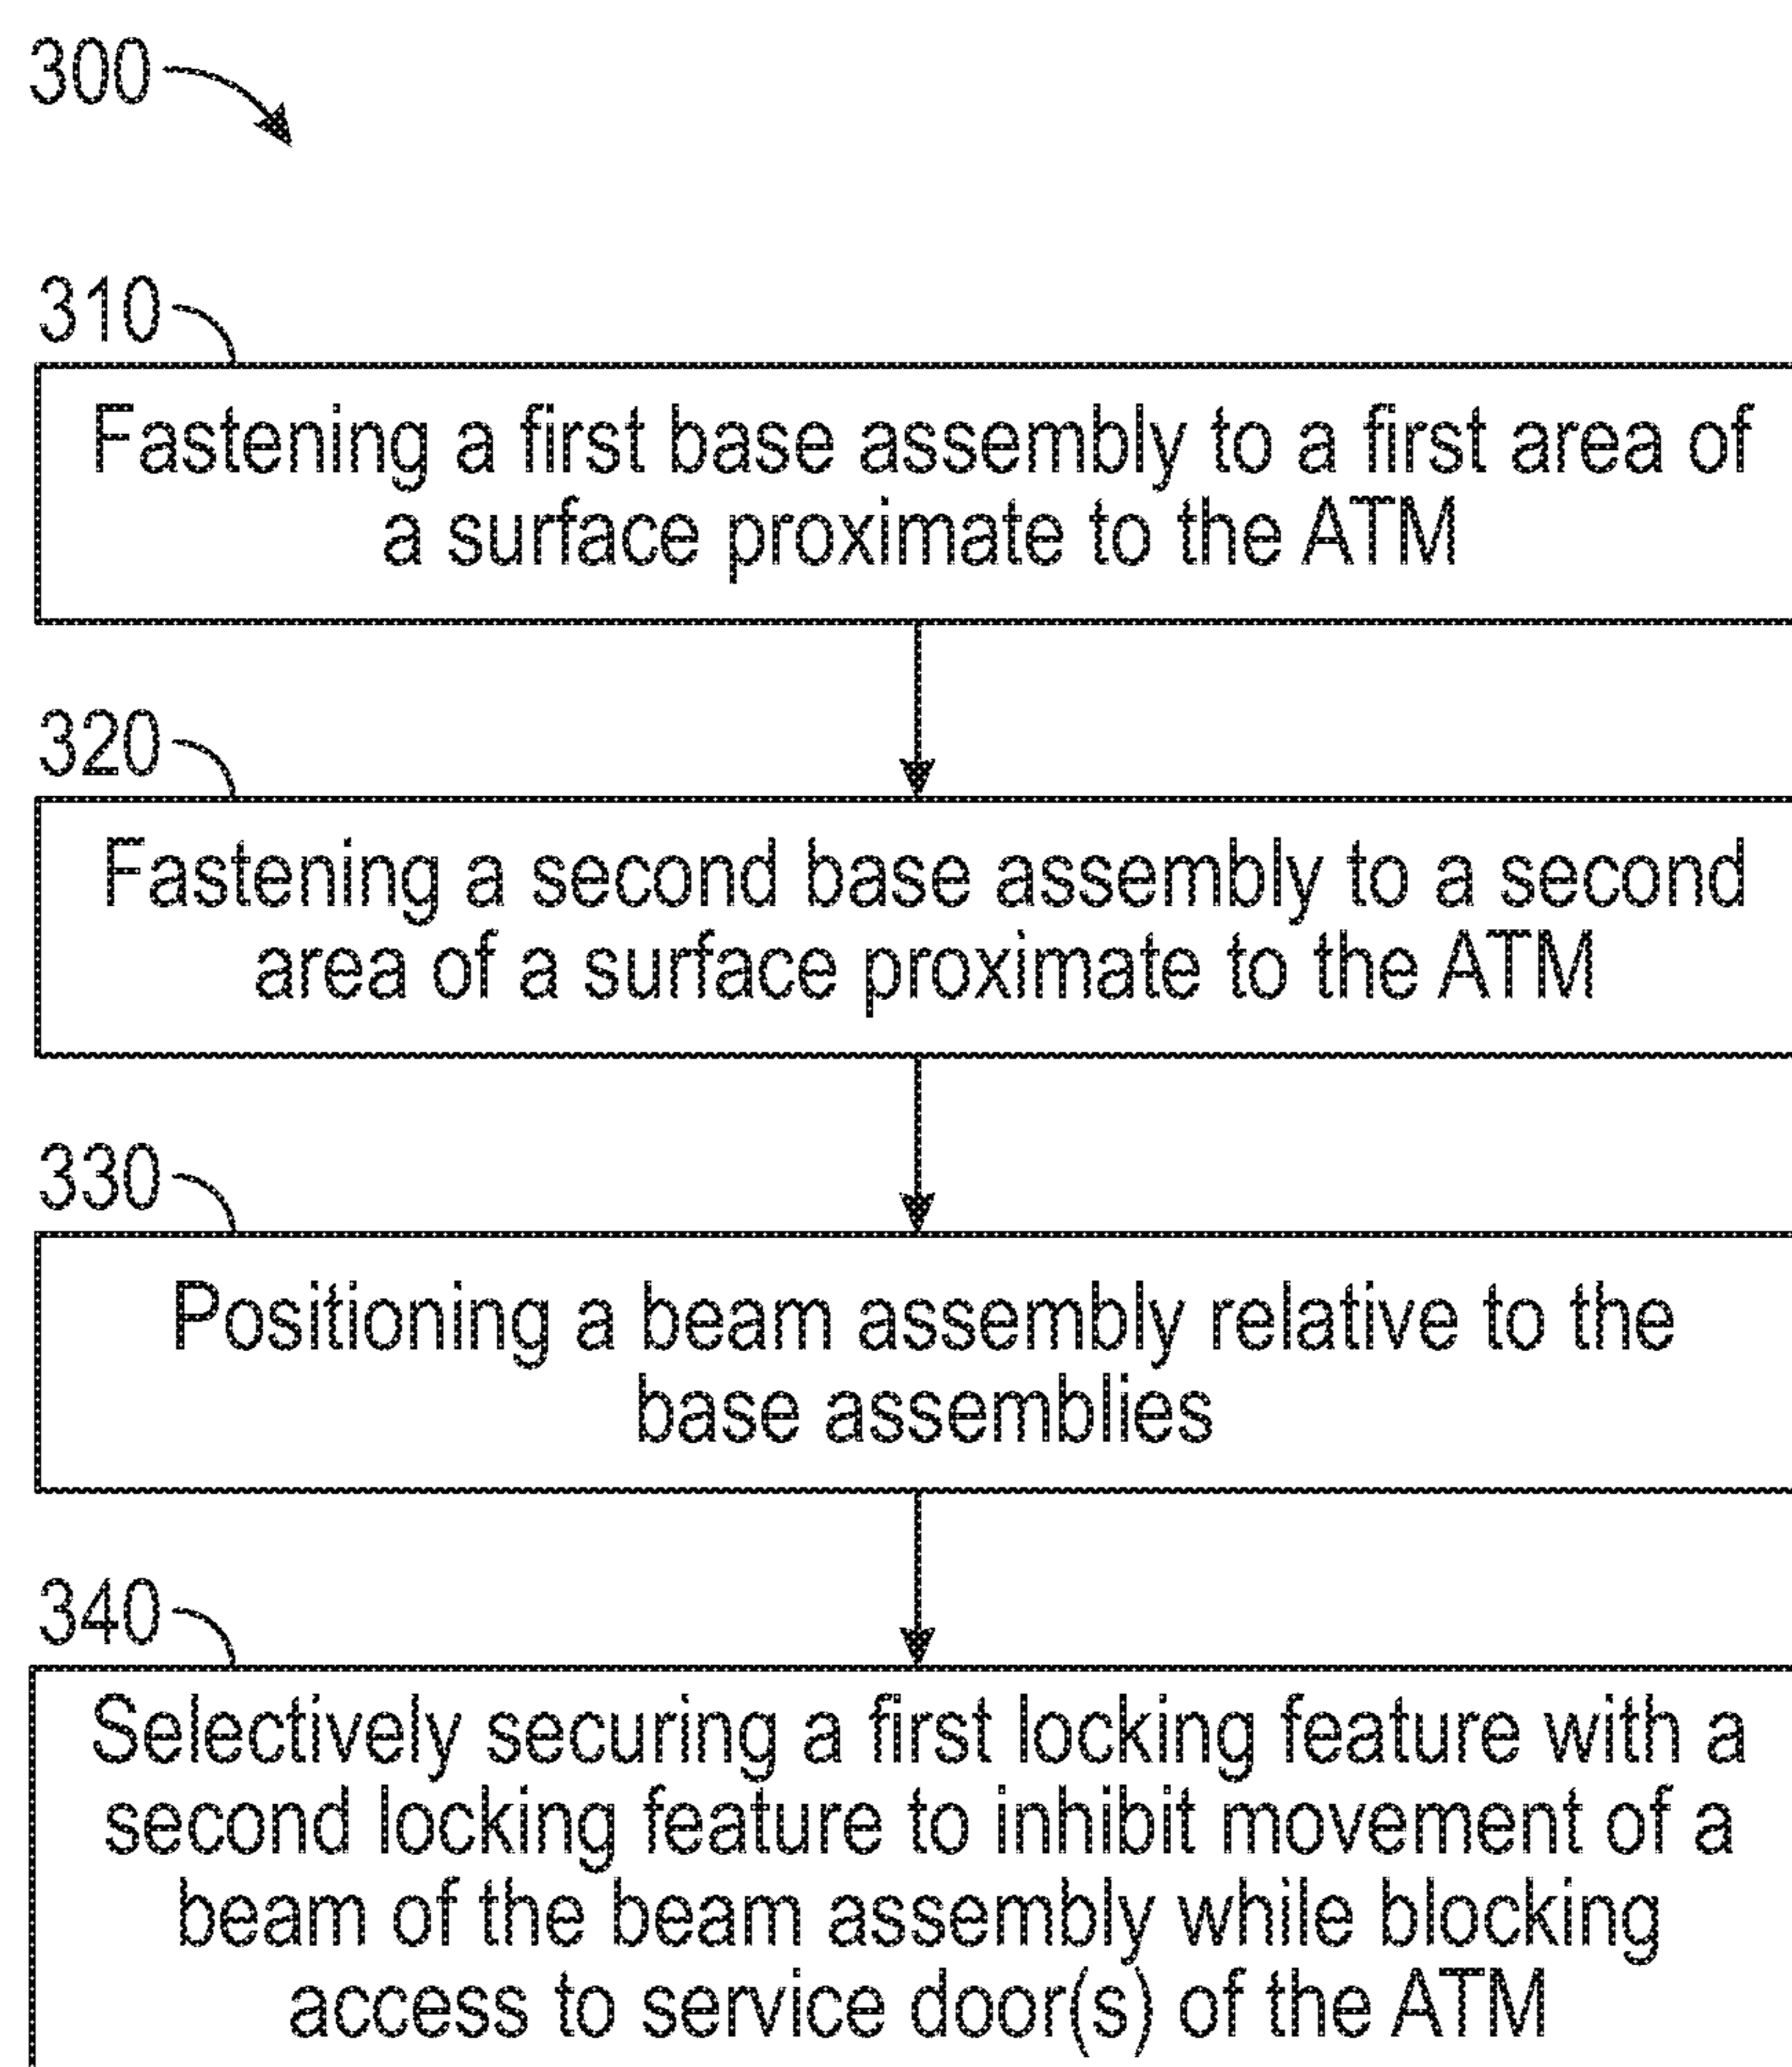 300
310
Fastening a first base assembly to a first area of
a surface proximate to the ATM
320
Fastening a second base assembly to a second
area of a surface proximate to the ATM
330
Positioning a beam assembly relative to the
base assemblies
340
Selectively securing a first locking feature with a
second locking feature to inhibit movement of a
beam of the beam assembly while blocking
access to service door(s) of the ATM